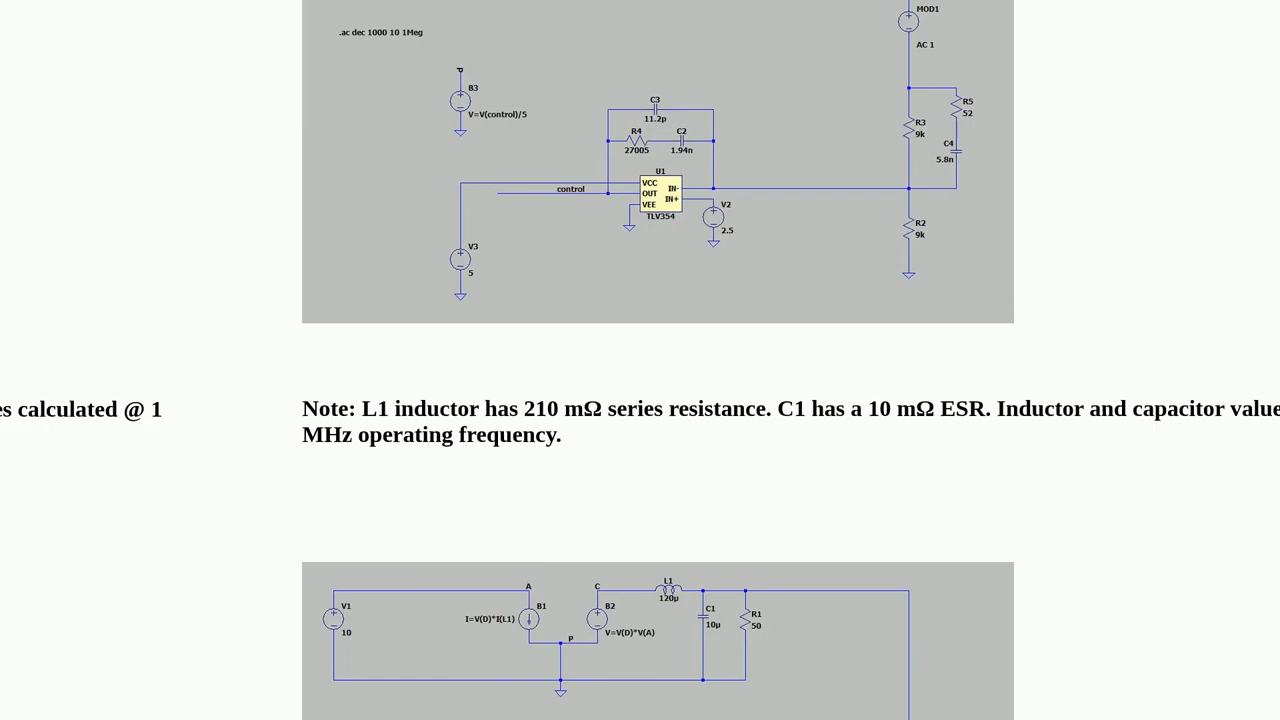 MOD1
.ac dec 1000 10 1Meg
AC 1
P
B3
V=V(control)/5
C3
11.2p
R5
52
R4
27005
C2
1.94n
R3
9k
C4
5.8n
U1
VCC
OUT
VEE
IN-
IN+
TLV354
control
V2
2.5
R2
9k
V3
5
es calculated @ 1
Note: L1 inductor has 210 mΩ series resistance. C1 has a 10 mΩ ESR. Inductor and capacitor value
MHz operating frequency.
A
C
L1
120µ
V1
10
I=V(D)*I(L1)
B1
B2
V=V(D)*V(A)
P
C1
10µ
R1
50